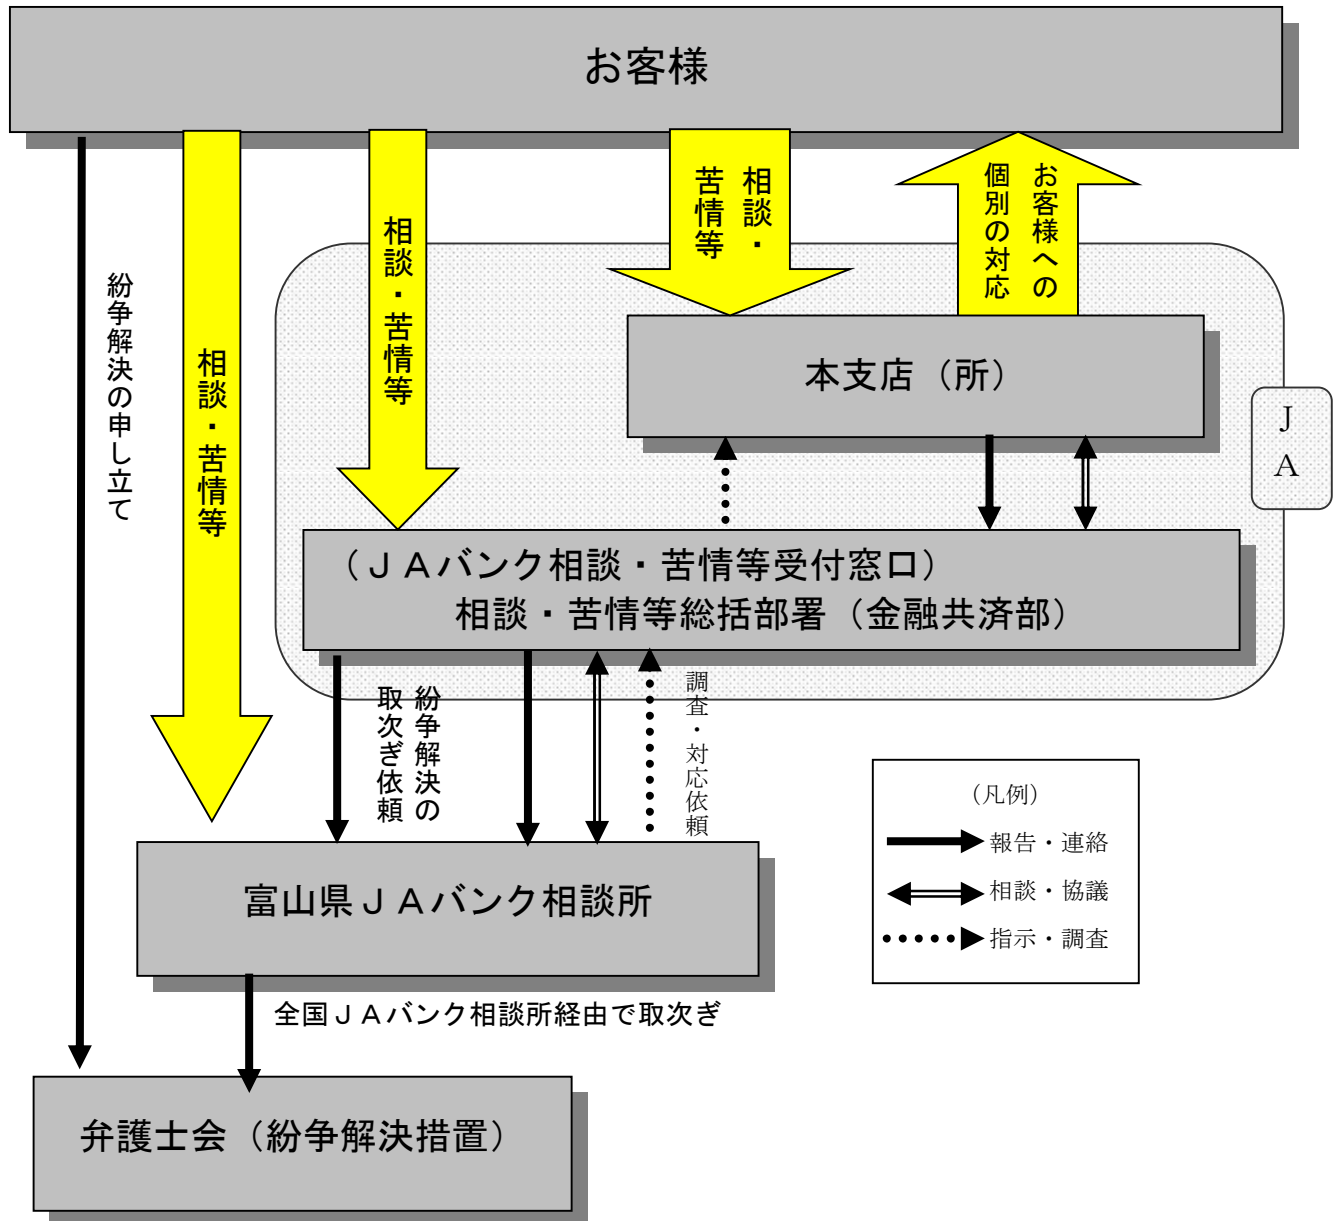 お客様
紛争解決の申し立て
相談・苦情等
相談・苦情等
相談・
苦情等
お客様への
個別の対応
本支店（所）
ＪＡ
（ＪＡバンク相談・苦情等受付窓口）
相談・苦情等総括部署（金融共済部）
紛争解決の
取次ぎ依頼
調査・対応依頼
（凡例）
報告・連絡
相談・協議
指示・調査
富山県ＪＡバンク相談所
全国ＪＡバンク相談所経由で取次ぎ
弁護士会（紛争解決措置）